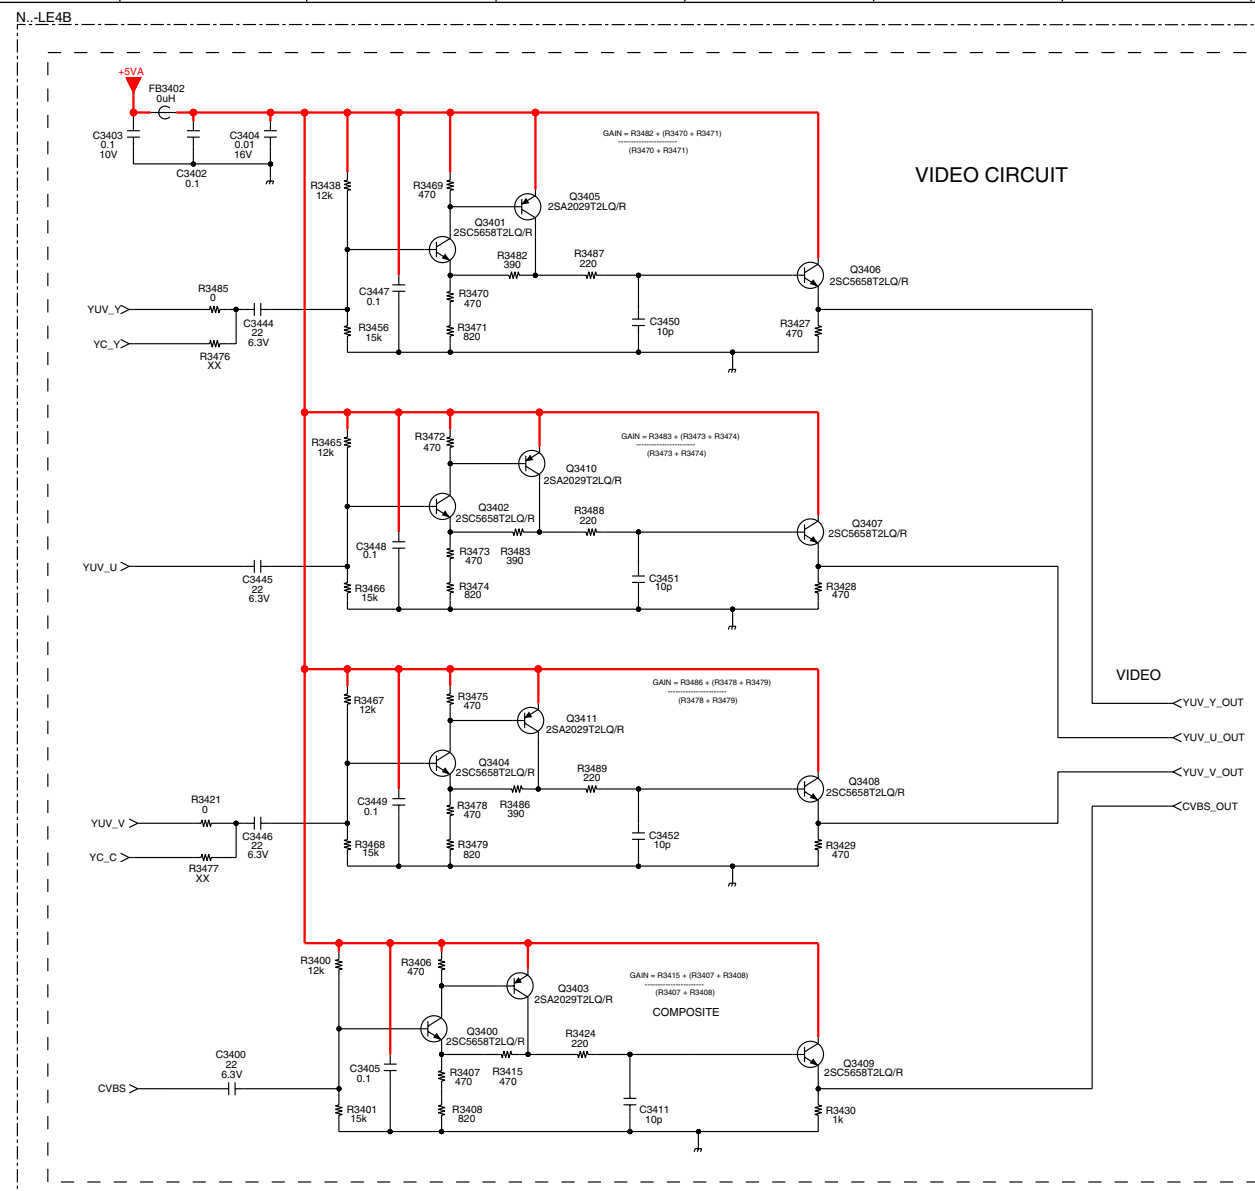 N..-LE4B
+5VA
FB3402
0uH
C3403
0.1
10V
C3402
0.1
C3404
0.01
16V
VIDEO CIRCUIT
GAIN = R3482 + (R3470 + R3471)
-----------------------
(R3470 + R3471)
R3438
12k
R3469
470
Q3405
2SA2029T2LQ/R
Q3401
2SC5658T2LQ/R
R3482
390
R3487
220
Q3406
2SC5658T2LQ/R
R3485
0
YUV_Y
C3444
22
6.3V
YC_Y
R3476
XX
C3447
0.1
R3470
470
R3456
15k
R3471
820
C3450
10p
R3427
470
R3465
12k
R3472
470
GAIN = R3483 + (R3473 + R3474)
-----------------------
(R3473 + R3474)
Q3410
2SA2029T2LQ/R
Q3402
2SC5658T2LQ/R
R3488
220
Q3407
2SC5658T2LQ/R
C3448
0.1
R3473
470
R3483
390
YUV_U
C3445
22
6.3V
R3466
15k
R3474
820
C3451
10p
R3428
470
R3467
12k
R3475
470
GAIN = R3486 + (R3478 + R3479)
-----------------------
(R3478 + R3479)
Q3411
2SA2029T2LQ/R
Q3404
2SC5658T2LQ/R
R3489
220
Q3408
2SC5658T2LQ/R
VIDEO
YUV_Y_OUT
YUV_U_OUT
YUV_V_OUT
CVBS_OUT
R3421
0
YUV_V
C3446
22
6.3V
YC_C
R3477
XX
C3449
0.1
R3478
470
R3486
390
R3468
15k
R3479
820
C3452
10p
R3429
470
R3400
12k
R3406
470
GAIN = R3415 + (R3407 + R3408)
-----------------------
(R3407 + R3408)
COMPOSITE
Q3403
2SA2029T2LQ/R
Q3400
2SC5658T2LQ/R
R3424
220
Q3409
2SC5658T2LQ/R
C3400
22
6.3V
CVBS
C3405
0.1
R3407
470
R3415
470
R3401
15k
R3408
820
C3411
10p
R3430
1k